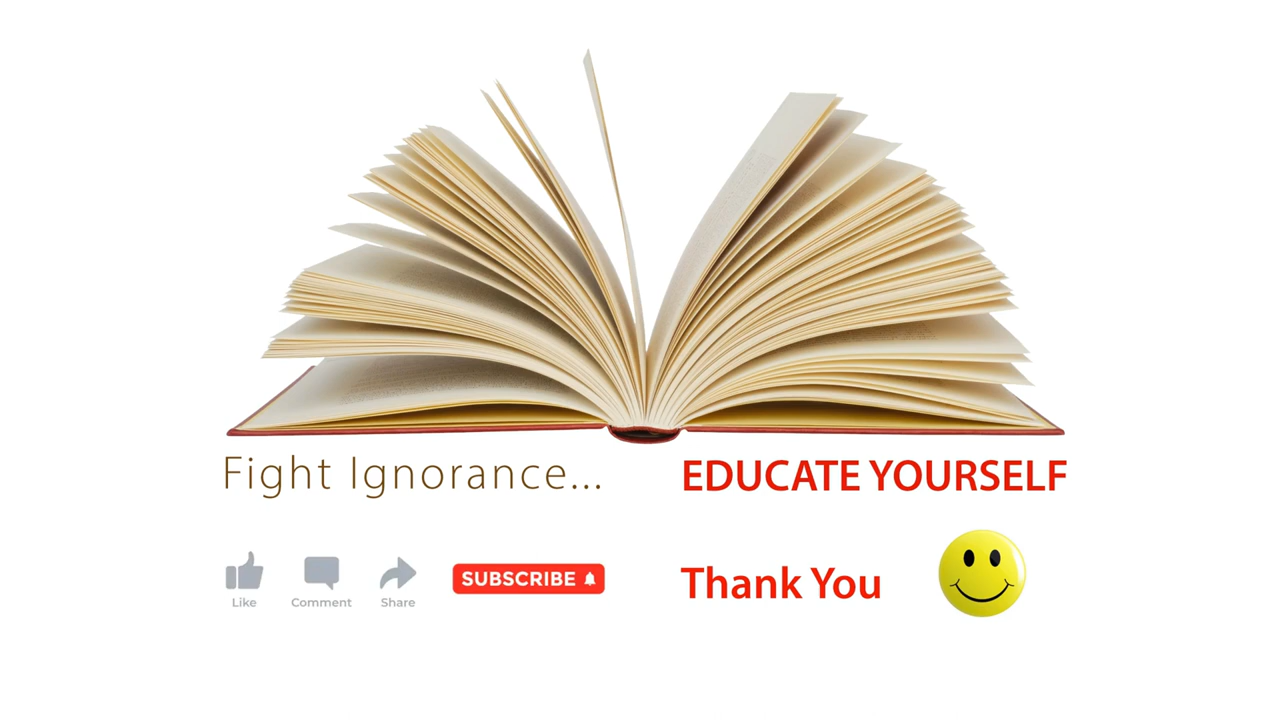 Fight Ignorance...
EDUCATE YOURSELF
Like
Comment
Share
SUBSCRIBE
Thank You